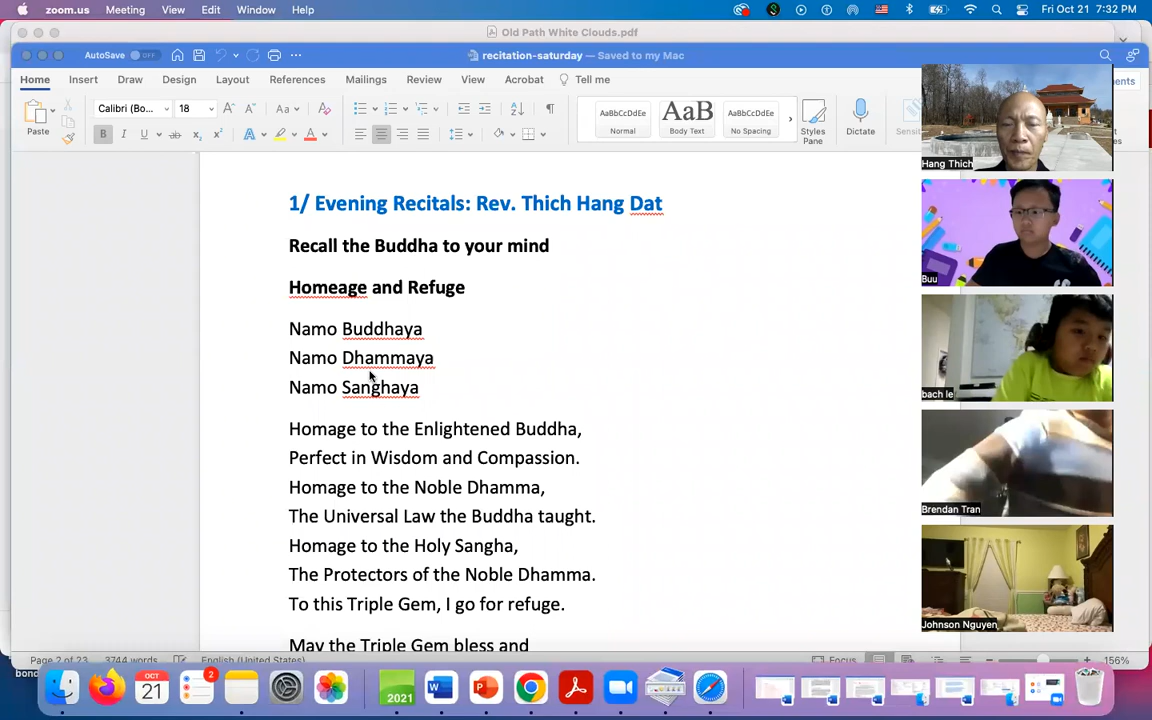 zoom.us Meeting View Edit Window Help Fri Oct 21 7:32 PM
Old Path White Clouds.pdf
AutoSave OFF recitation-saturday — Saved to my Mac
Home Insert Draw Design Layout References Mailings Review View Acrobat Tell me
Paste Calibri (Bo... 18
AaBbCcDdEe AaB AaBbCcDdEe
Normal Body Text No Spacing Styles Pane Dictate
1/ Evening Recitals: Rev. Thich Hang Dat
Recall the Buddha to your mind
Homeage and Refuge
Namo Buddhaya
Namo Dhammaya
Namo Sanghaya
Homage to the Enlightened Buddha,
Perfect in Wisdom and Compassion.
Homage to the Noble Dhamma,
The Universal Law the Buddha taught.
Homage to the Holy Sangha,
The Protectors of the Noble Dhamma.
To this Triple Gem, I go for refuge.
May the Triple Gem bless and
Hang Thich
Buu
bach le
Brendan Tran
Johnson Nguyen
Page 2 of 23 3744 words English (United States) Focus 156%
OCT 21
2
2021